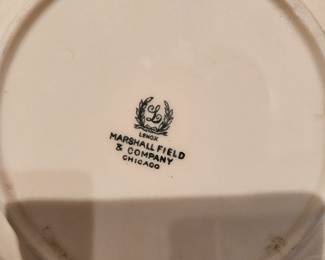 L
LENOX
MARSHALL FIELD
& COMPANY
CHICAGO